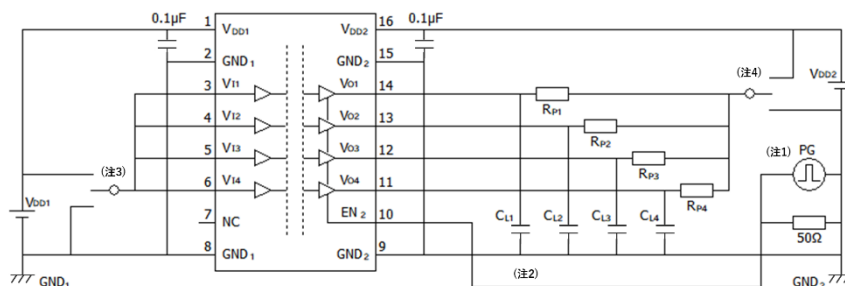 0.1μF
1
VDD1
VDD2
16
0.1μF
2
GND1
GND2
15
3
VI1
VO1
14
(注4)
VDD2
RP1
4
VI2
VO2
13
RP2
5
VI3
VO3
12
(注1)
PG
RP3
(注3)
6
VI4
VO4
11
RP4
VDD1
7
NC
EN2
10
CL1
CL2
CL3
CL4
50Ω
8
GND1
GND2
9
(注2)
GND1
GND2